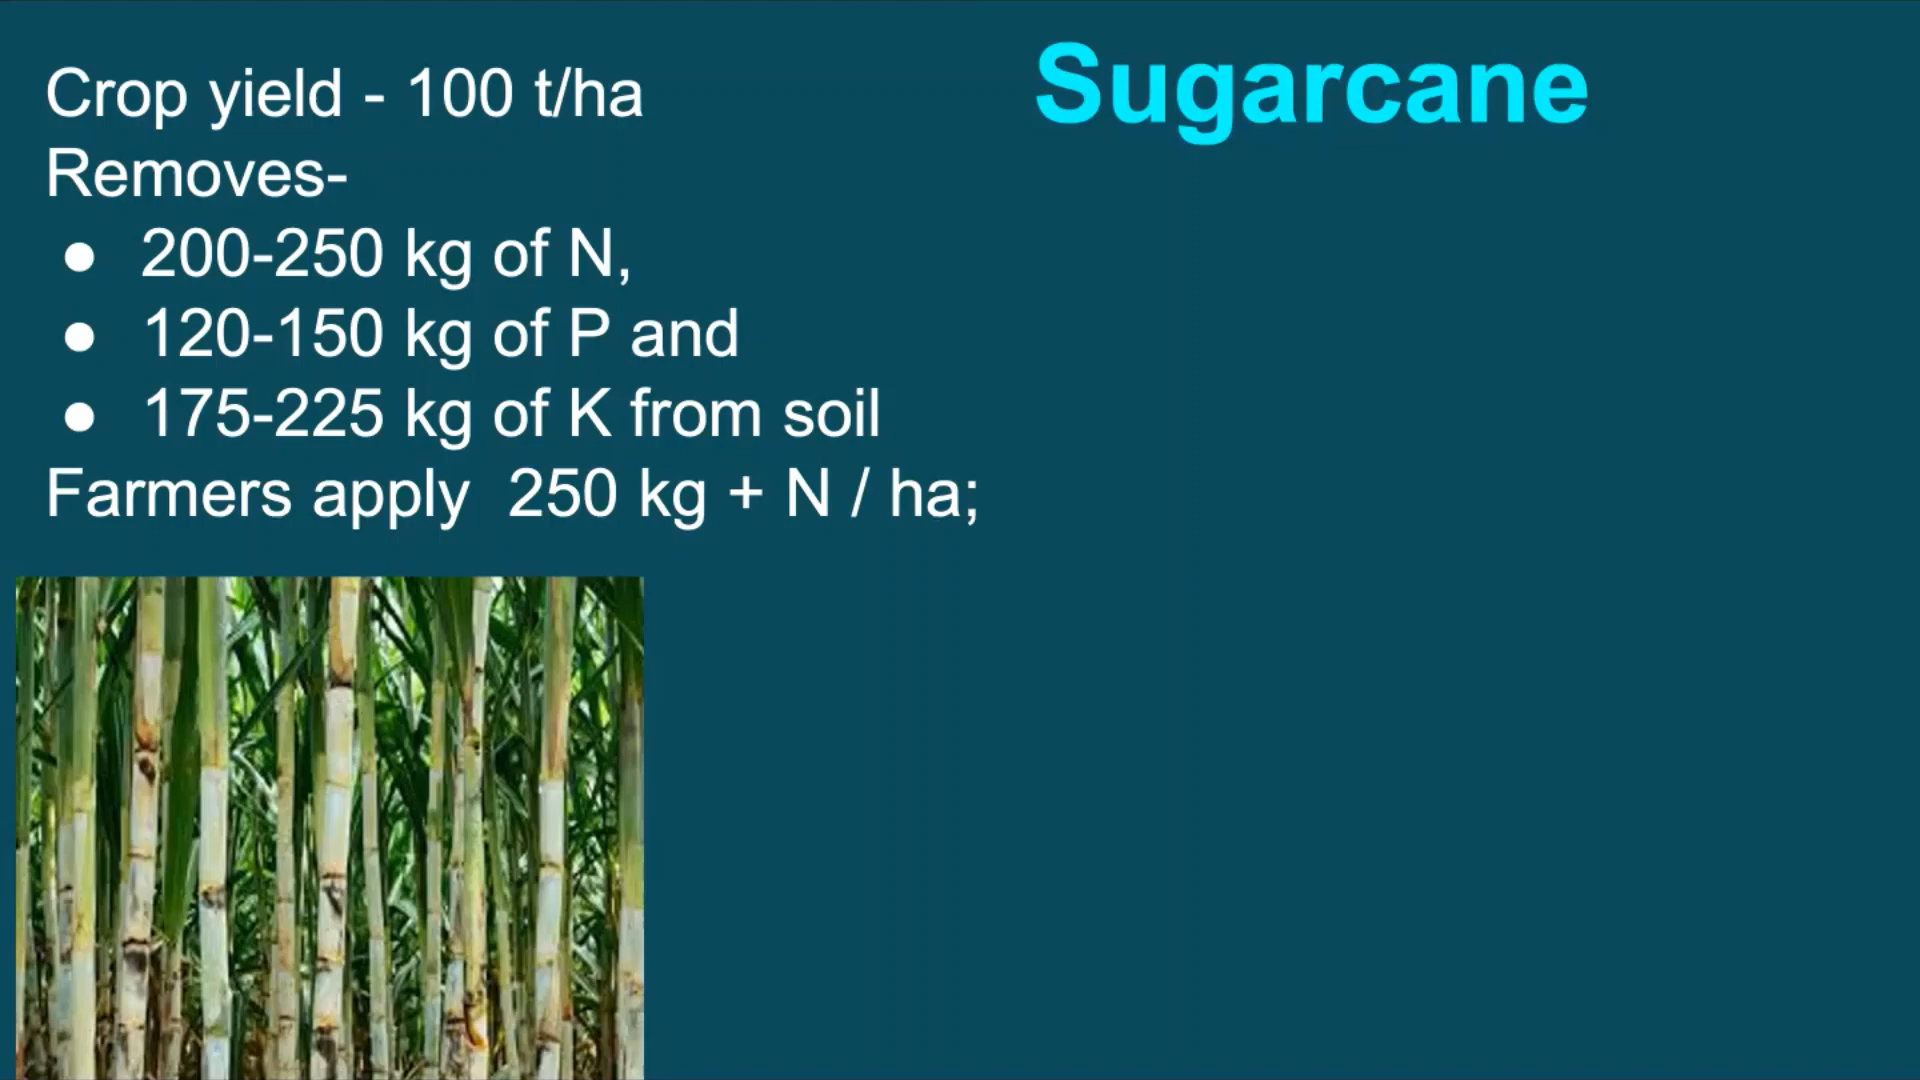 Sugarcane
Crop yield - 100 t/ha
Removes-
● 200-250 kg of N,
● 120-150 kg of P and
● 175-225 kg of K from soil
Farmers apply  250 kg + N / ha;